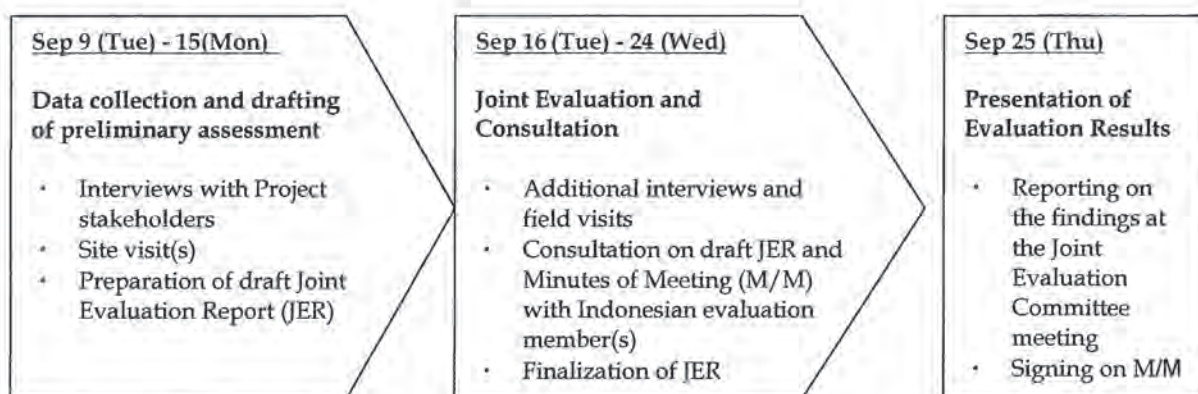 Sep 9 (Tue) - 15(Mon)
Data collection and drafting
of preliminary assessment
· Interviews with Project
stakeholders
· Site visit(s)
· Preparation of draft Joint
Evaluation Report (JER)
Sep 16 (Tue) - 24 (Wed)
Joint Evaluation and
Consultation
· Additional interviews and
field visits
· Consultation on draft JER and
Minutes of Meeting (M/M)
with Indonesian evaluation
member(s)
· Finalization of JER
Sep 25 (Thu)
Presentation of
Evaluation Results
· Reporting on
the findings at
the Joint
Evaluation
Committee
meeting
· Signing on M/M